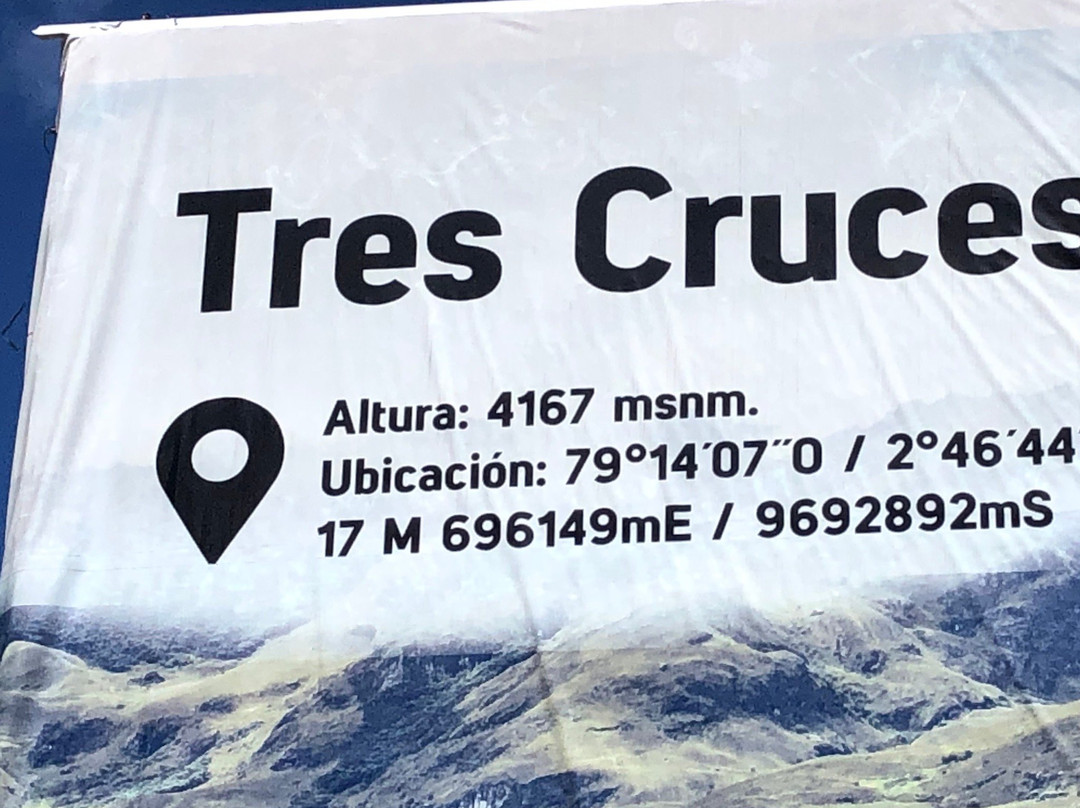 Tres Cruces
Altura: 4167 msnm.
Ubicación: 79°14´07´´O / 2°46´44
17 M 696149mE / 9692892mS